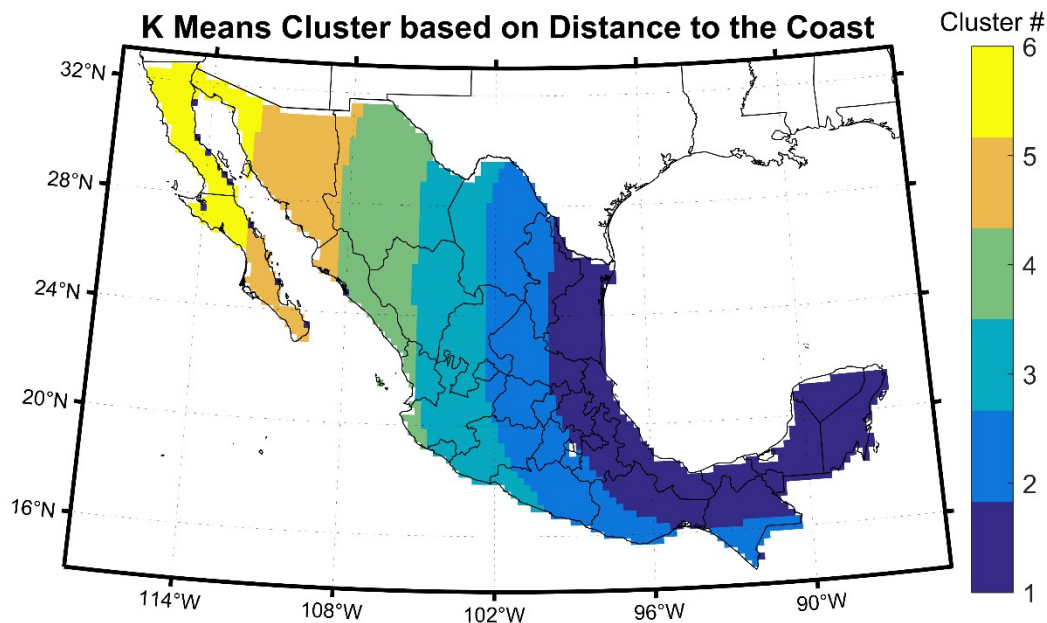 K Means Cluster based on Distance to the Coast
Cluster #
32°N
28°N
24°N
20°N
16°N
114°W
108°W
102°W
96°W
90°W
6
5
4
3
2
1